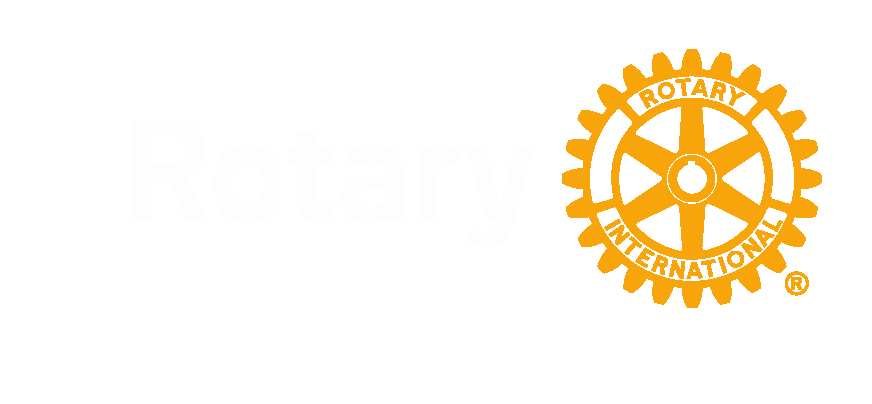 Rotary
ROTARY
INTERNATIONAL
®